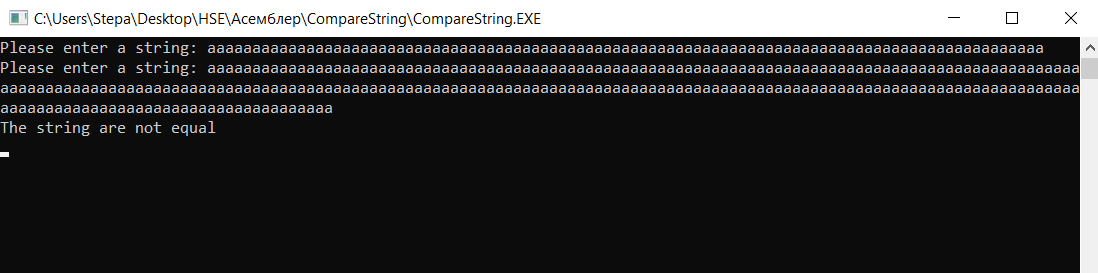 C:\Users\Stepa\Desktop\HSE\Асемблер\CompareString\CompareString.EXE
Please enter a string: aaaaaaaaaaaaaaaaaaaaaaaaaaaaaaaaaaaaaaaaaaaaaaaaaaaaaaaaaaaaaaaaaaaaaaaaaaaaaaaaaaaaaaaaaaaaa
Please enter a string: aaaaaaaaaaaaaaaaaaaaaaaaaaaaaaaaaaaaaaaaaaaaaaaaaaaaaaaaaaaaaaaaaaaaaaaaaaaaaaaaaaaaaaaaaaaaaaaaa
aaaaaaaaaaaaaaaaaaaaaaaaaaaaaaaaaaaaaaaaaaaaaaaaaaaaaaaaaaaaaaaaaaaaaaaaaaaaaaaaaaaaaaaaaaaaaaaaaaaaaaaaaaaaaaaaaaaaaaaa
aaaaaaaaaaaaaaaaaaaaaaaaaaaaaaaaaaaaa
The string are not equal